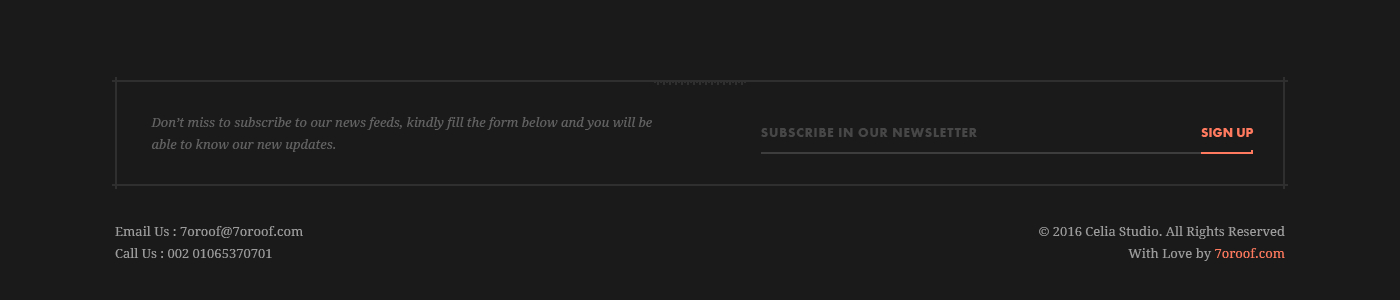 Don't miss to subscribe to our news feeds, kindly fill the form below and you will be
able to know our new updates.
SUBSCRIBE IN OUR NEWSLETTER
SIGN UP
Email Us : 7oroof@7oroof.com
Call Us : 002 01065370701
© 2016 Celia Studio. All Rights Reserved
With Love by 7oroof.com